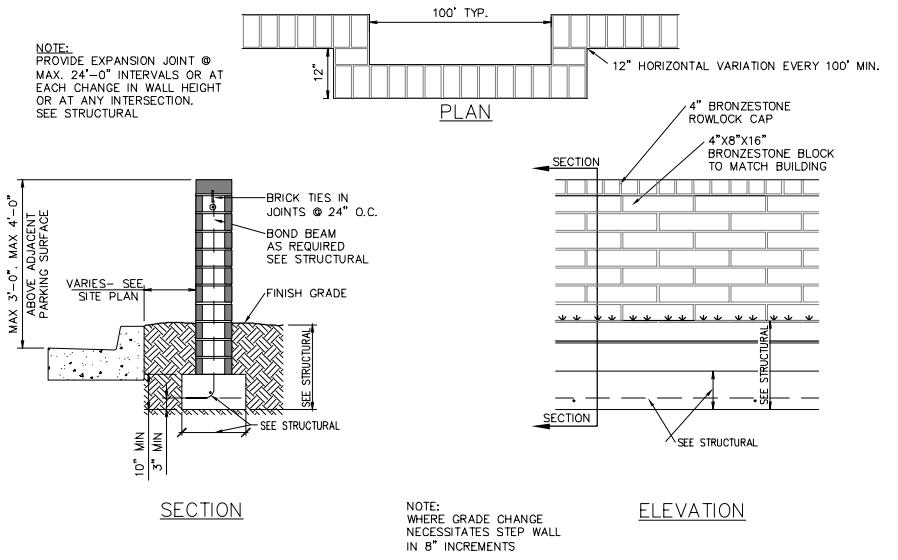 100' TYP.
NOTE:
PROVIDE EXPANSION JOINT @
MAX. 24'-0" INTERVALS OR AT
EACH CHANGE IN WALL HEIGHT
OR AT ANY INTERSECTION.
SEE STRUCTURAL
12"
12" HORIZONTAL VARIATION EVERY 100' MIN.
PLAN
4" BRONZESTONE
ROWLOCK CAP
4"X8"X16"
BRONZESTONE BLOCK
TO MATCH BUILDING
SECTION
BRICK TIES IN
JOINTS @ 24" O.C.
BOND BEAM
AS REQUIRED
SEE STRUCTURAL
MAX 3'-0". MAX 4'-0"
ABOVE ADJACENT
PARKING SURFACE
VARIES- SEE
SITE PLAN
FINISH GRADE
SEE STRUCTURAL
SEE STRUCTURAL
10" MIN
3" MIN
SEE STRUCTURAL
SECTION
SEE STRUCTURAL
SECTION
NOTE:
WHERE GRADE CHANGE
NECESSITATES STEP WALL
IN 8" INCREMENTS
ELEVATION